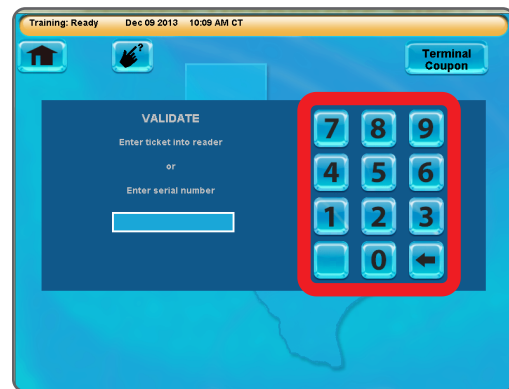 Training: Ready Dec 09 2013 10:09 AM CT
?
Terminal
Coupon
VALIDATE
Enter ticket into reader
or
Enter serial number
7 8 9
4 5 6
1 2 3
0